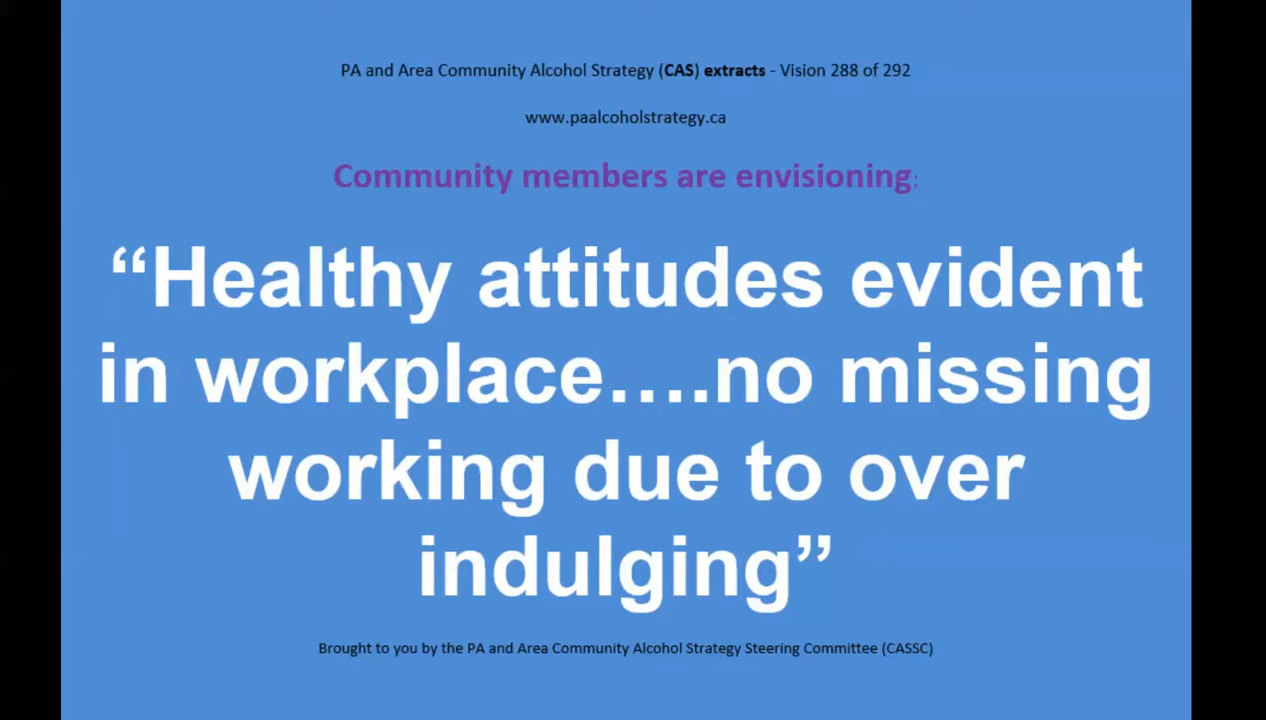 PA and Area Community Alcohol Strategy (CAS) extracts - Vision 288 of 292
www.paalcoholstrategy.ca
Community members are envisioning:
“Healthy attitudes evident
in workplace….no missing
working due to over
indulging”
Brought to you by the PA and Area Community Alcohol Strategy Steering Committee (CASSC)